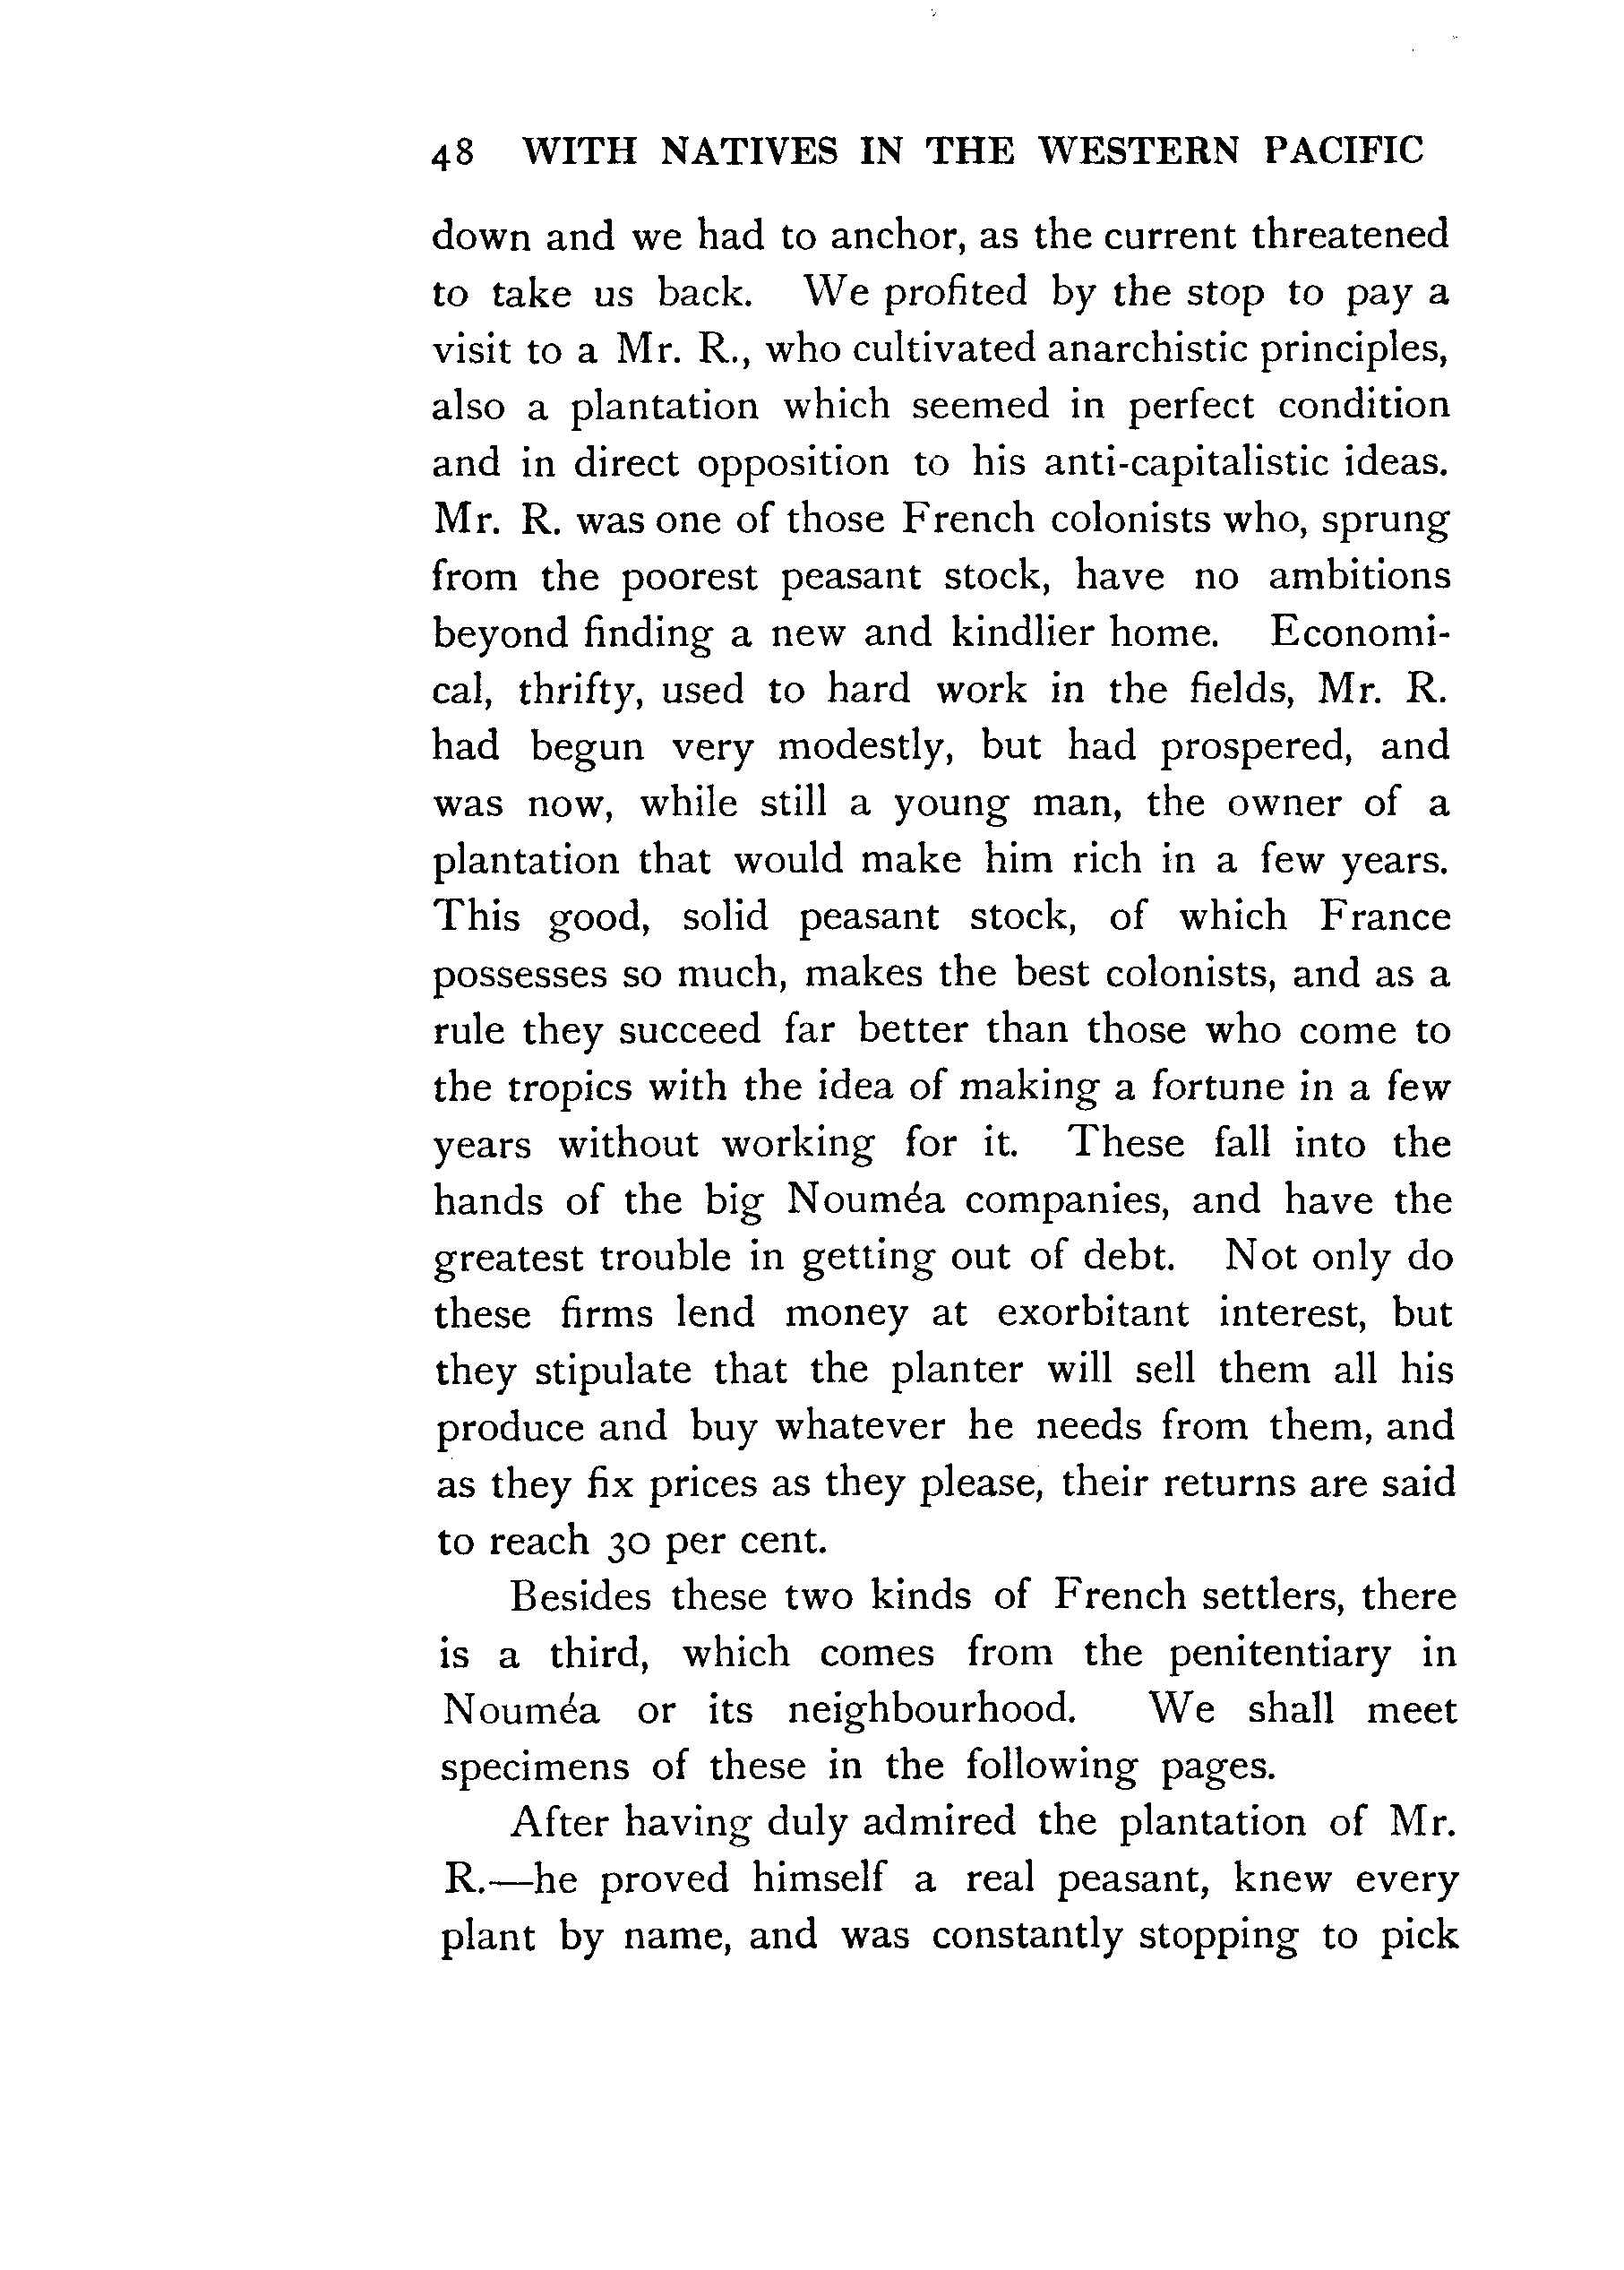 48 WITH NATIVES IN THE WESTERN PACIFIC
down and we had to anchor, as the current threatened
to take us back. We profited by the stop to pay a
visit to a Mr. R., who cultivated anarchistic principles,
also a plantation which seemed in perfect condition
and in direct opposition to his anti-capitalistic ideas.
Mr. R. was one of those French colonists who, sprung
from the poorest peasant stock, have no ambitions
beyond finding a new and kindlier home. Economi-
cal, thrifty, used to hard work in the fields, Mr. R.
had begun very modestly, but had prospered, and
was now, while still a young man, the owner of a
plantation that would make him rich in a few years.
This good, solid peasant stock, of which France
possesses so much, makes the best colonists, and as a
rule they succeed far better than those who come to
the tropics with the idea of making a fortune in a few
years without working for it. These fall into the
hands of the big Nouméa companies, and have the
greatest trouble in getting out of debt. Not only do
these firms lend money at exorbitant interest, but
they stipulate that the planter will sell them all his
produce and buy whatever he needs from them, and
as they fix prices as they please, their returns are said
to reach 30 per cent.
Besides these two kinds of French settlers, there
is a third, which comes from the penitentiary in
Nouméa or its neighbourhood. We shall meet
specimens of these in the following pages.
After having duly admired the plantation of Mr.
R.—he proved himself a real peasant, knew every
plant by name, and was constantly stopping to pick